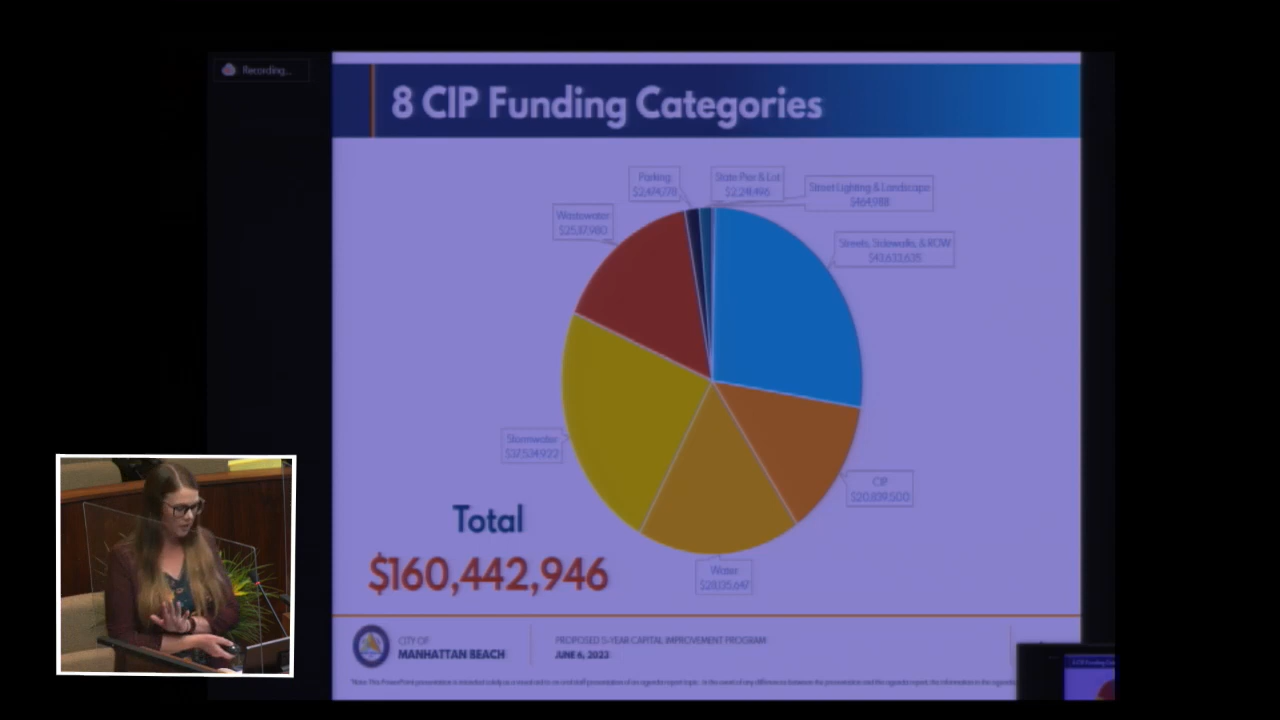 Recording...
8 CIP Funding Categories
Parking
$2,474,778
State Pier & Lot
$2,241,496
Street Lighting & Landscape
$464,988
Wastewater
$25,117,980
Streets, Sidewalks, & ROW
$43,633,635
Stormwater
$37,534,922
CIP
$20,839,500
Water
$28,135,647
Total
$160,442,946
CITY OF
MANHATTAN BEACH
PROPOSED 5-YEAR CAPITAL IMPROVEMENT PROGRAM
JUNE 6, 2023